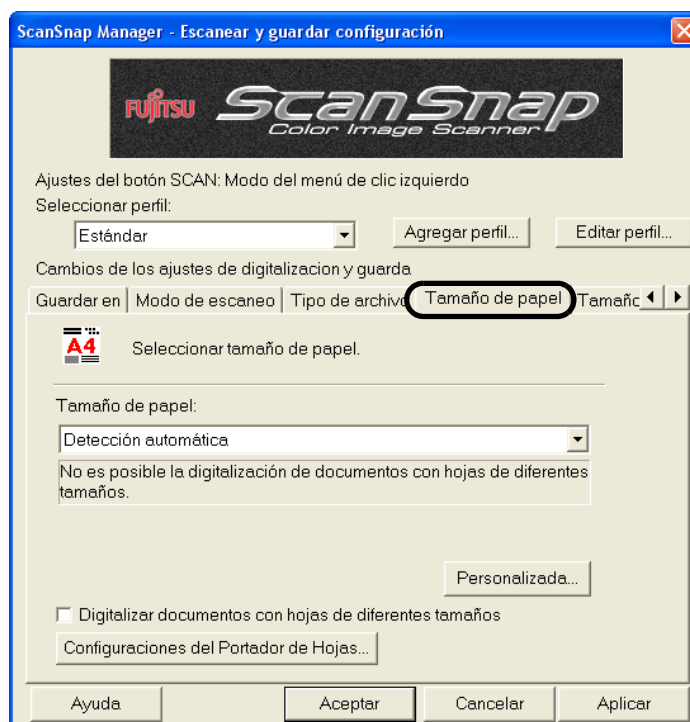 ScanSnap Manager - Escanear y guardar configuración
FUJITSU ScanSnap
Color Image Scanner
Ajustes del botón SCAN: Modo del menú de clic izquierdo
Seleccionar perfil:
Estándar
Agregar perfil...
Editar perfil...
Cambios de los ajustes de digitalizacion y guarda
Guardar en
Modo de escaneo
Tipo de archivo
Tamaño de papel
Tamaño
A4
Seleccionar tamaño de papel.
Tamaño de papel:
Detección automática
No es posible la digitalización de documentos con hojas de diferentes
tamaños.
Personalizada...
Digitalizar documentos con hojas de diferentes tamaños
Configuraciones del Portador de Hojas...
Ayuda
Aceptar
Cancelar
Aplicar